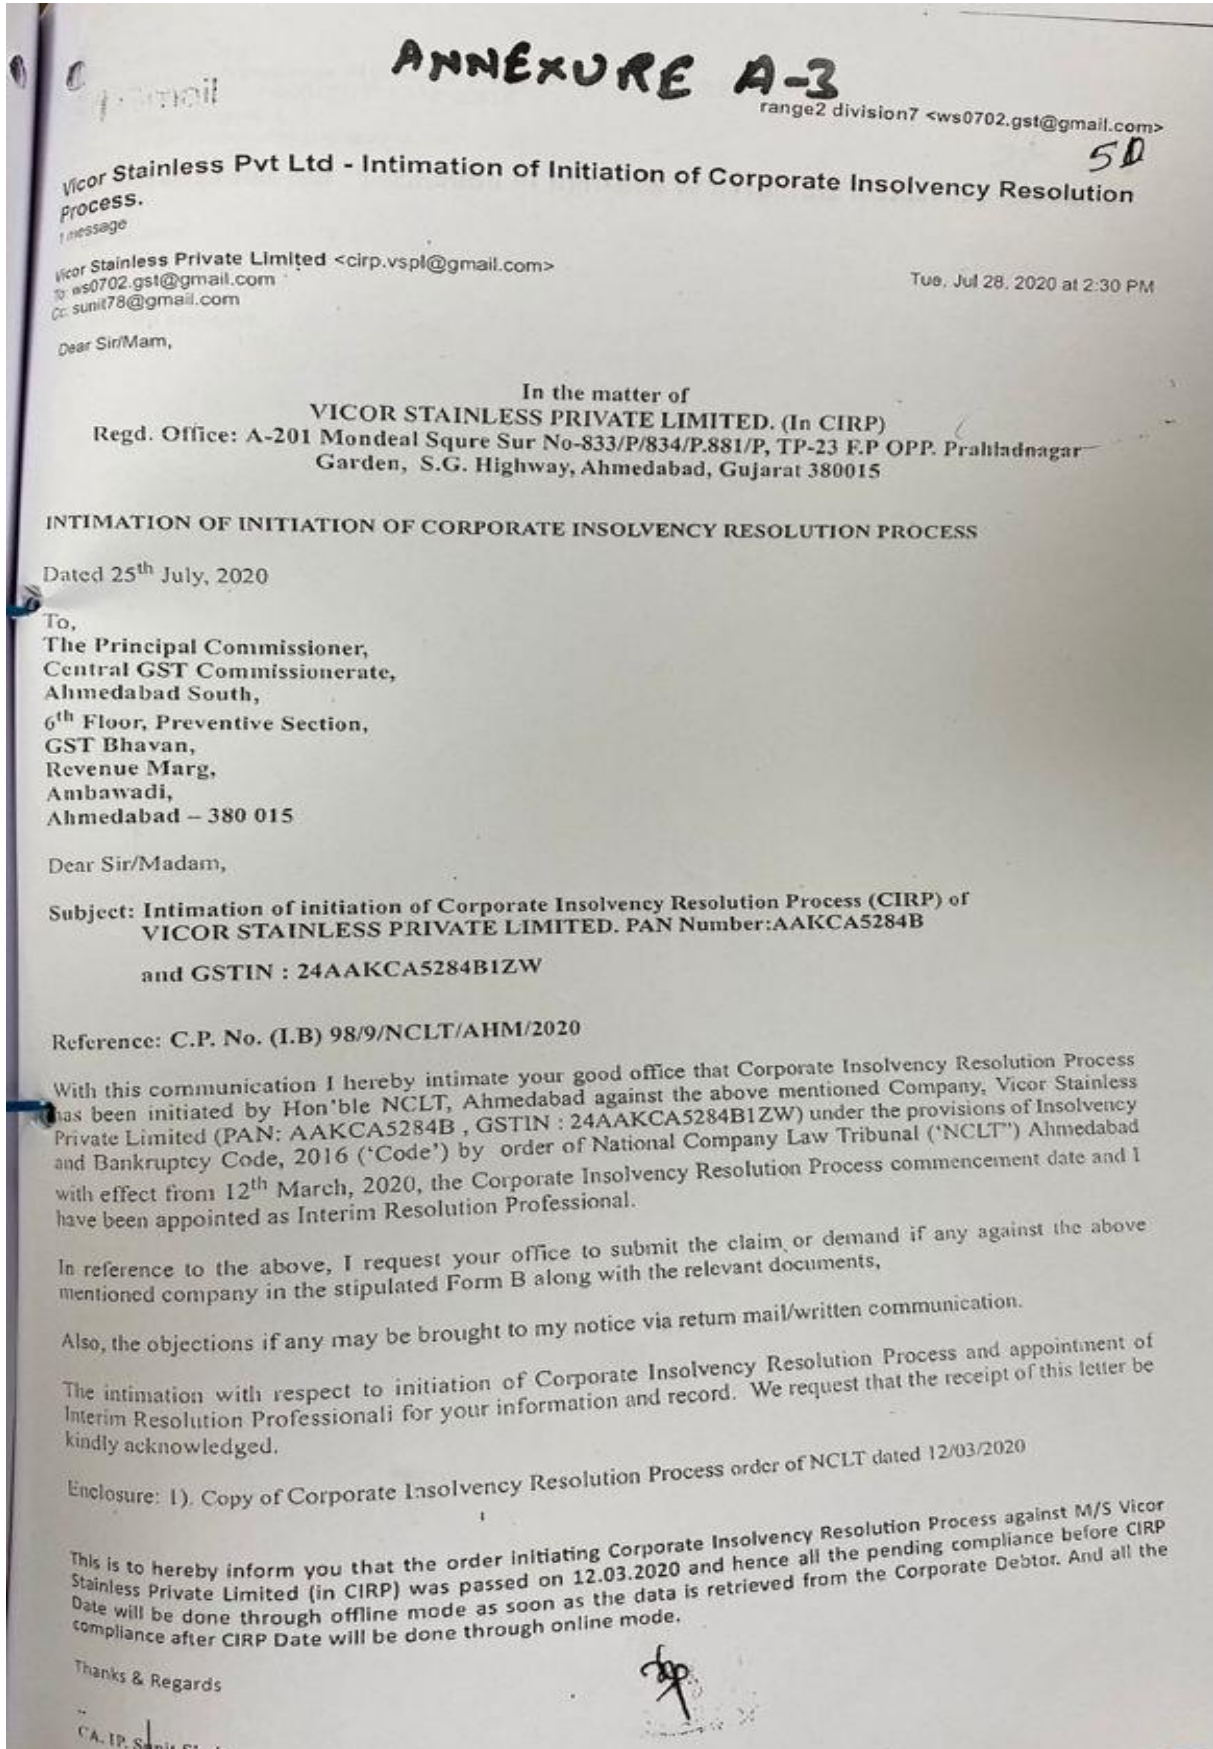 ANNEXURE A-3
range2 division7 <ws0702.gst@gmail.com>
50
Vicor Stainless Pvt Ltd - Intimation of Initiation of Corporate Insolvency Resolution
Process.
1 message
Vicor Stainless Private Limited <cirp.vspl@gmail.com>
Tue, Jul 28, 2020 at 2:30 PM
To: ws0702.gst@gmail.com
Cc: sunit78@gmail.com
Dear Sir/Mam,
In the matter of
VICOR STAINLESS PRIVATE LIMITED. (In CIRP)
Regd. Office: A-201 Mondeal Squre Sur No-833/P/834/P.881/P, TP-23 F.P OPP. Prahladnagar
Garden, S.G. Highway, Ahmedabad, Gujarat 380015
INTIMATION OF INITIATION OF CORPORATE INSOLVENCY RESOLUTION PROCESS
Dated 25th July, 2020
To,
The Principal Commissioner,
Central GST Commissionerate,
Ahmedabad South,
6th Floor, Preventive Section,
GST Bhavan,
Revenue Marg,
Ambawadi,
Ahmedabad – 380 015
Dear Sir/Madam,
Subject: Intimation of initiation of Corporate Insolvency Resolution Process (CIRP) of
VICOR STAINLESS PRIVATE LIMITED. PAN Number:AAKCA5284B
and GSTIN : 24AAKCA5284B1ZW
Reference: C.P. No. (I.B) 98/9/NCLT/AHM/2020
With this communication I hereby intimate your good office that Corporate Insolvency Resolution Process
has been initiated by Hon'ble NCLT, Ahmedabad against the above mentioned Company, Vicor Stainless
Private Limited (PAN: AAKCA5284B , GSTIN : 24AAKCA5284B1ZW) under the provisions of Insolvency
and Bankruptcy Code, 2016 ('Code') by order of National Company Law Tribunal ('NCLT") Ahmedabad
with effect from 12th March, 2020, the Corporate Insolvency Resolution Process commencement date and I
have been appointed as Interim Resolution Professional.
In reference to the above, I request your office to submit the claim or demand if any against the above
mentioned company in the stipulated Form B along with the relevant documents,
Also, the objections if any may be brought to my notice via retum mail/written communication.
The intimation with respect to initiation of Corporate Insolvency Resolution Process and appointment of
Interim Resolution Professionali for your information and record. We request that the receipt of this letter be
kindly acknowledged.
Enclosure: 1). Copy of Corporate Insolvency Resolution Process order of NCLT dated 12/03/2020
This is to hereby inform you that the order initiating Corporate Insolvency Resolution Process against M/S Vicor
Stainless Private Limited (in CIRP) was passed on 12.03.2020 and hence all the pending compliance before CIRP
Date will be done through offline mode as soon as the data is retrieved from the Corporate Debtor. And all the
compliance after CIRP Date will be done through online mode.
Thanks & Regards
CA. IP.